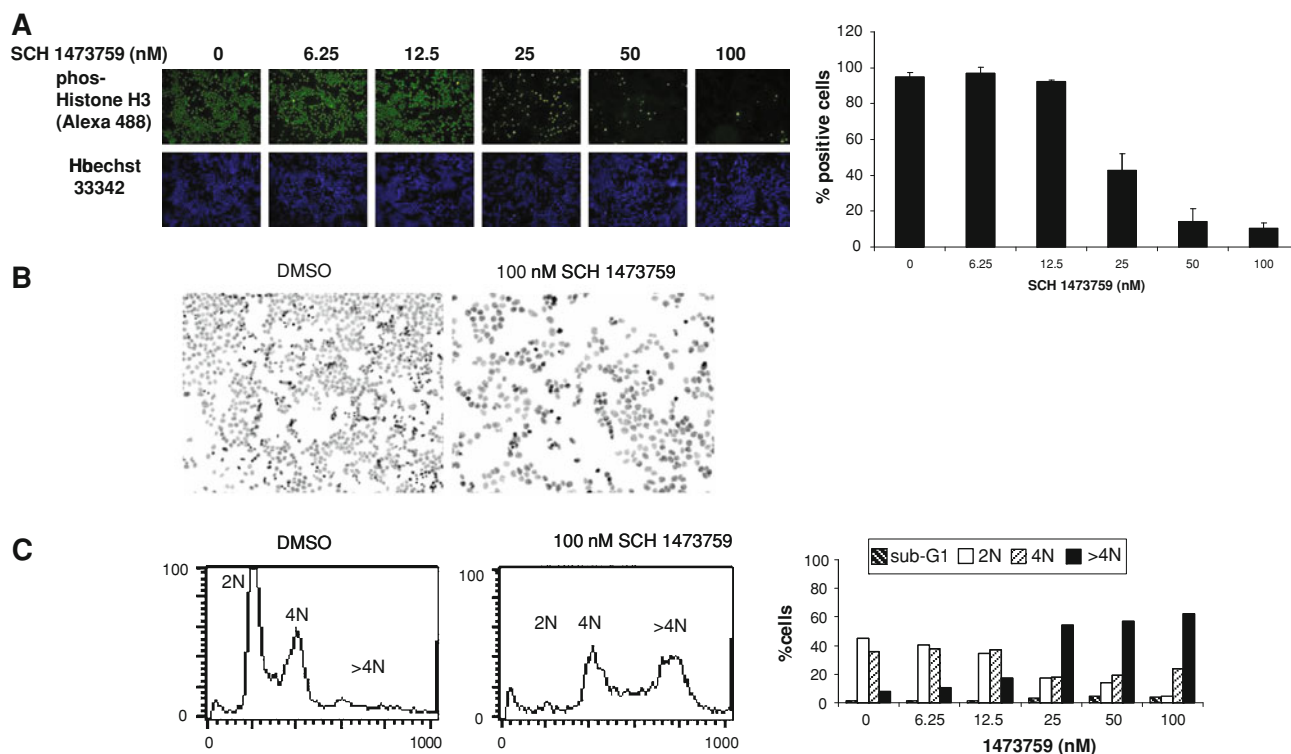 A
SCH 1473759 (nM) 0 6.25 12.5 25 50 100
phos-
Histone H3
(Alexa 488)
Hbechst
33342
120
100
80
60
40
20
0
% positive cells
0 6.25 12.5 25 50 100
SCH 1473759 (nM)
B
DMSO 100 nM SCH 1473759
C
DMSO
100
0
2N
4N
>4N
0 1000
100 nM SCH 1473759
100
0
2N 4N >4N
0 1000
sub-G1 2N 4N >4N
100
80
60
40
20
0
%cells
0 6.25 12.5 25 50 100
1473759 (nM)